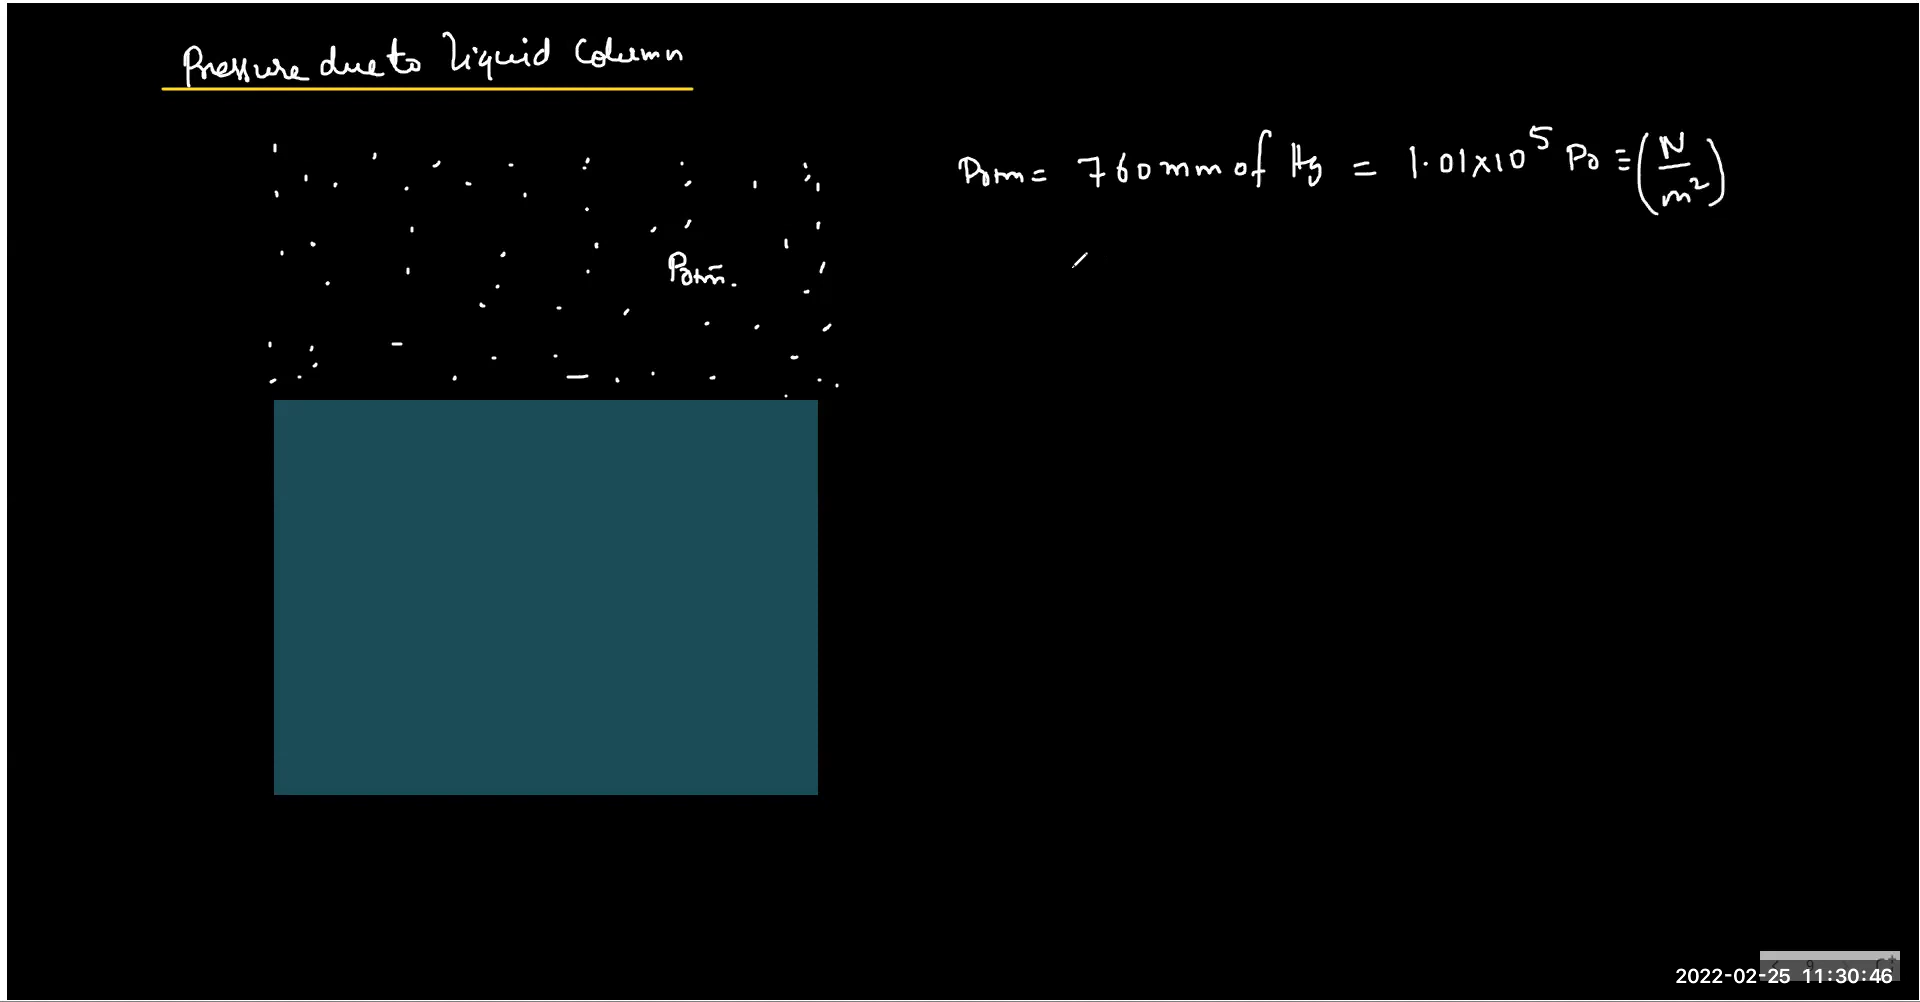 Pressure due to liquid column
Patm = 760 mm of Hg = 1.01 x 10^5 Pa ≡ (N/m²)
Patm.
2022-02-25 11:30:46